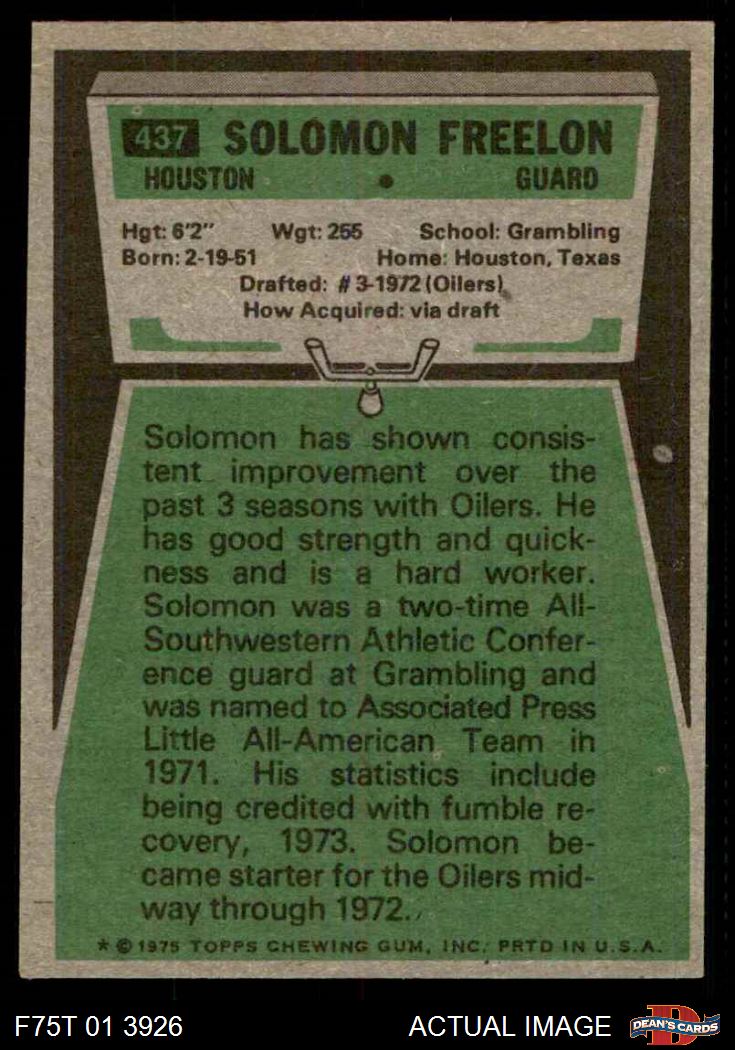 437 SOLOMON FREELON
HOUSTON • GUARD
Hgt: 6'2" Wgt: 255 School: Grambling
Born: 2-19-51 Home: Houston, Texas
Drafted: #3-1972 (Oilers)
How Acquired: via draft
Solomon has shown consis-
tent improvement over the
past 3 seasons with Oilers. He
has good strength and quick-
ness and is a hard worker.
Solomon was a two-time All-
Southwestern Athletic Confer-
ence guard at Grambling and
was named to Associated Press
Little All-American Team in
1971. His statistics include
being credited with fumble re-
covery, 1973. Solomon be-
came starter for the Oilers mid-
way through 1972.
* © 1975 TOPPS CHEWING GUM, INC. PRTD IN U.S.A.
F75T 01 3926 ACTUAL IMAGE D DEAN'S CARDS